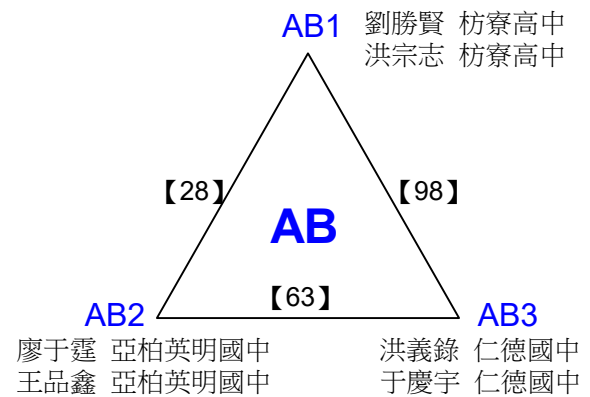 AB1 劉勝賢 枋寮高中
洪宗志 枋寮高中
【28】
【98】
AB
【63】
AB2
AB3
廖于霆 亞柏英明國中
洪義錄 仁德國中
王品鑫 亞柏英明國中
于慶宇 仁德國中